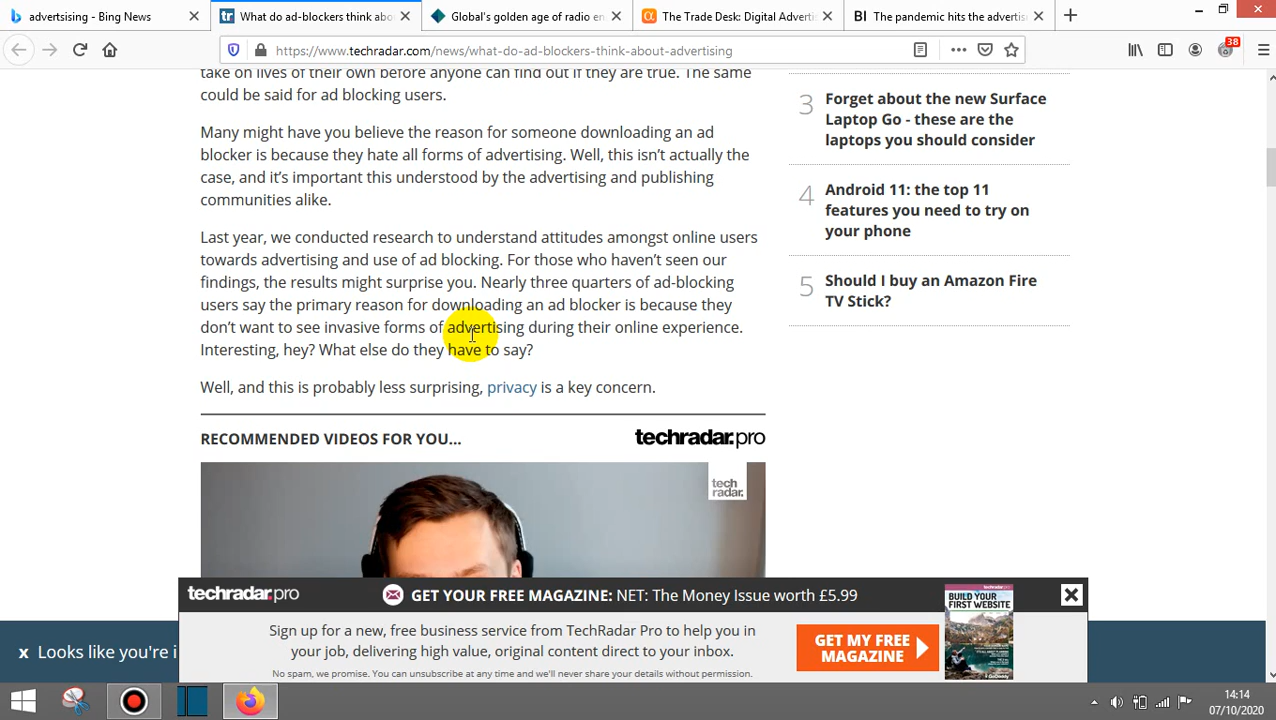 advertising - Bing News
What do ad-blockers think abo
Global's golden age of radio en
The Trade Desk: Digital Adverti
BI The pandemic hits the advertis
https://www.techradar.com/news/what-do-ad-blockers-think-about-advertising
38
take on lives of their own before anyone can find out if they are true. The same
could be said for ad blocking users.
Many might have you believe the reason for someone downloading an ad
blocker is because they hate all forms of advertising. Well, this isn’t actually the
case, and it’s important this understood by the advertising and publishing
communities alike.
Last year, we conducted research to understand attitudes amongst online users
towards advertising and use of ad blocking. For those who haven’t seen our
findings, the results might surprise you. Nearly three quarters of ad-blocking
users say the primary reason for downloading an ad blocker is because they
don’t want to see invasive forms of advertising during their online experience.
Interesting, hey? What else do they have to say?
Well, and this is probably less surprising, privacy is a key concern.
RECOMMENDED VIDEOS FOR YOU...
techradar.pro
tech
radar.
3 Forget about the new Surface
Laptop Go - these are the
laptops you should consider
4 Android 11: the top 11
features you need to try on
your phone
5 Should I buy an Amazon Fire
TV Stick?
techradar.pro
GET YOUR FREE MAGAZINE: NET: The Money Issue worth £5.99
Sign up for a new, free business service from TechRadar Pro to help you in
your job, delivering high value, original content direct to your inbox.
No spam, we promise. You can unsubscribe at any time and we'll never share your details without permission.
GET MY FREE
MAGAZINE
BUILD YOUR
FIRST WEBSITE
x Looks like you're i
14:14
07/10/2020